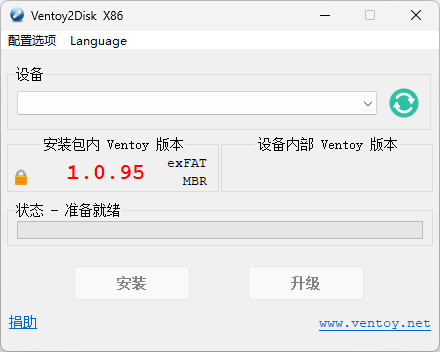 Ventoy2Disk X86
配置选项 Language
设备
安装包内 Ventoy 版本 设备内部 Ventoy 版本
1.0.95
exFAT
MBR
状态 - 准备就绪
安装 升级
捐助 www.ventoy.net